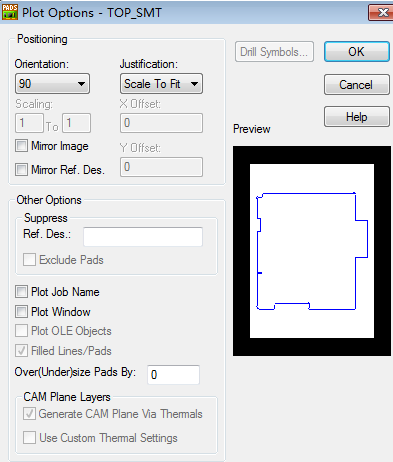 PADS
Plot Options - TOP_SMT
Positioning
Orientation:
Justification:
90
Scale To Fit
Scaling:
X Offset:
1 To 1
0
Mirror Image
Y Offset:
Mirror Ref. Des.
0
Drill Symbols...
OK
Cancel
Help
Preview
Other Options
Suppress
Ref. Des.:
Exclude Pads
Plot Job Name
Plot Window
Plot OLE Objects
Filled Lines/Pads
Over(Under)size Pads By: 0
CAM Plane Layers
Generate CAM Plane Via Thermals
Use Custom Thermal Settings